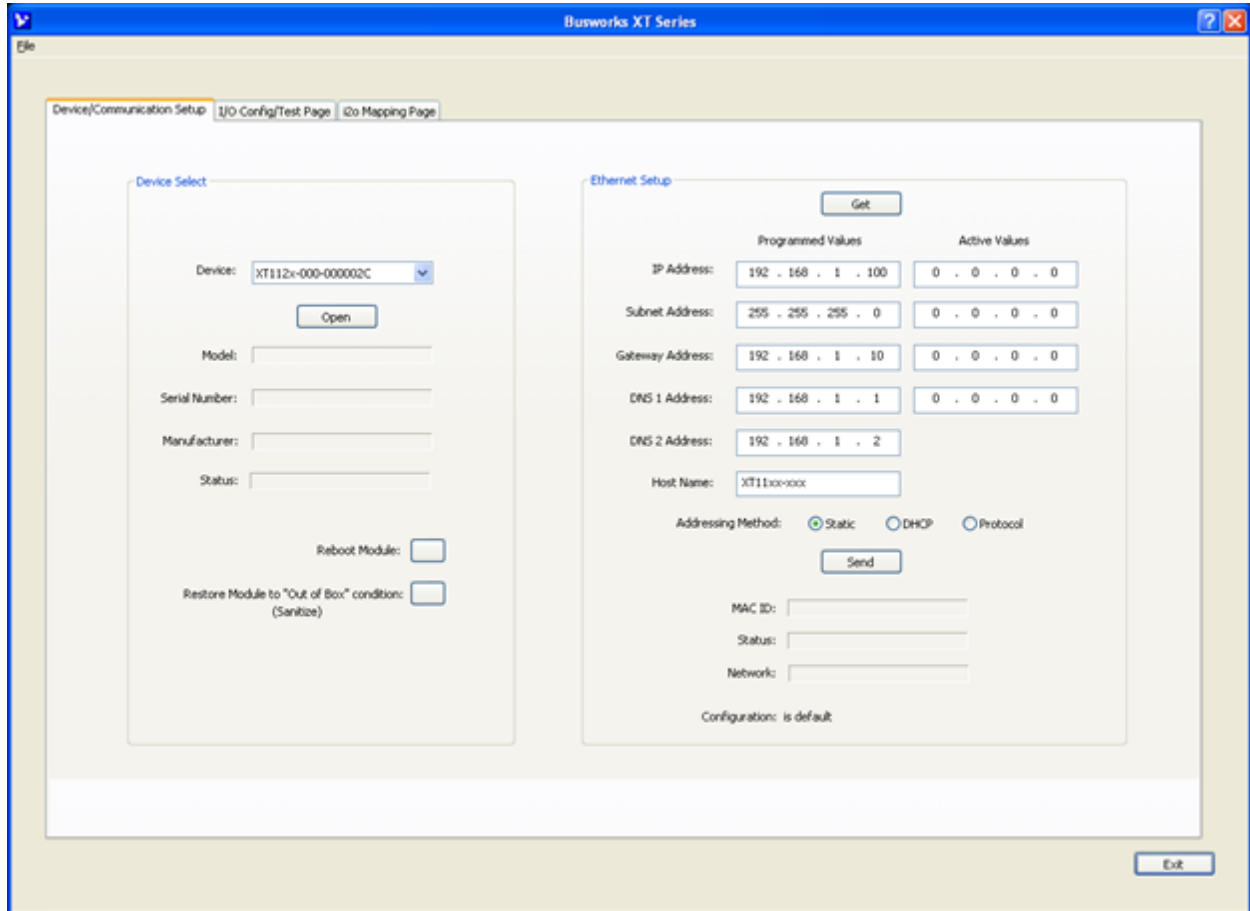 Busworks XT Series
File
Device/Communication Setup I/O Config/Test Page i2o Mapping Page
Device Select
Device: XT112x-000-000002C
Open
Model:
Serial Number:
Manufacturer:
Status:
Reboot Module:
Restore Module to "Out of Box" condition:
(Sanitize)
Ethernet Setup
Get
Programmed Values Active Values
IP Address: 192 . 168 . 1 . 100 0 . 0 . 0 . 0
Subnet Address: 255 . 255 . 255 . 0 0 . 0 . 0 . 0
Gateway Address: 192 . 168 . 1 . 10 0 . 0 . 0 . 0
DNS 1 Address: 192 . 168 . 1 . 1 0 . 0 . 0 . 0
DNS 2 Address: 192 . 168 . 1 . 2
Host Name: XT11xx-xxx
Addressing Method: Static DHCP Protocol
Send
MAC ID:
Status:
Network:
Configuration: is default
Exit